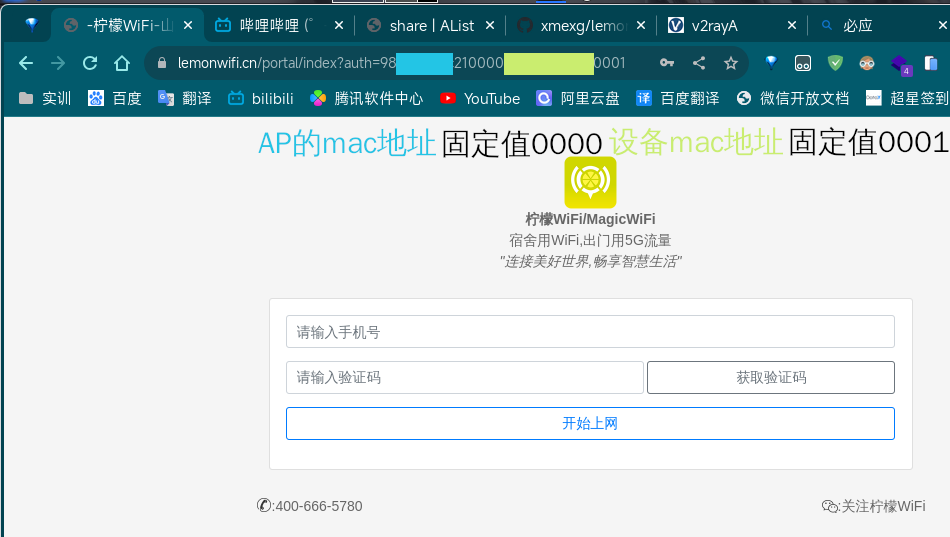 -柠檬WiFi-山
哔哩哔哩 (゜
share | AList
xmexg/lemo
v2rayA
必应
lemonwifi.cn/portal/index?auth=98 210000 0001
4
实训
百度
翻译
bilibili
腾讯软件中心
YouTube
阿里云盘
百度翻译
微信开放文档
超星签到
AP的mac地址 固定值0000 设备mac地址 固定值0001
柠檬WiFi/MagicWiFi
宿舍用WiFi,出门用5G流量
"连接美好世界,畅享智慧生活"
请输入手机号
请输入验证码 获取验证码
开始上网
✆:400-666-5780
:关注柠檬WiFi